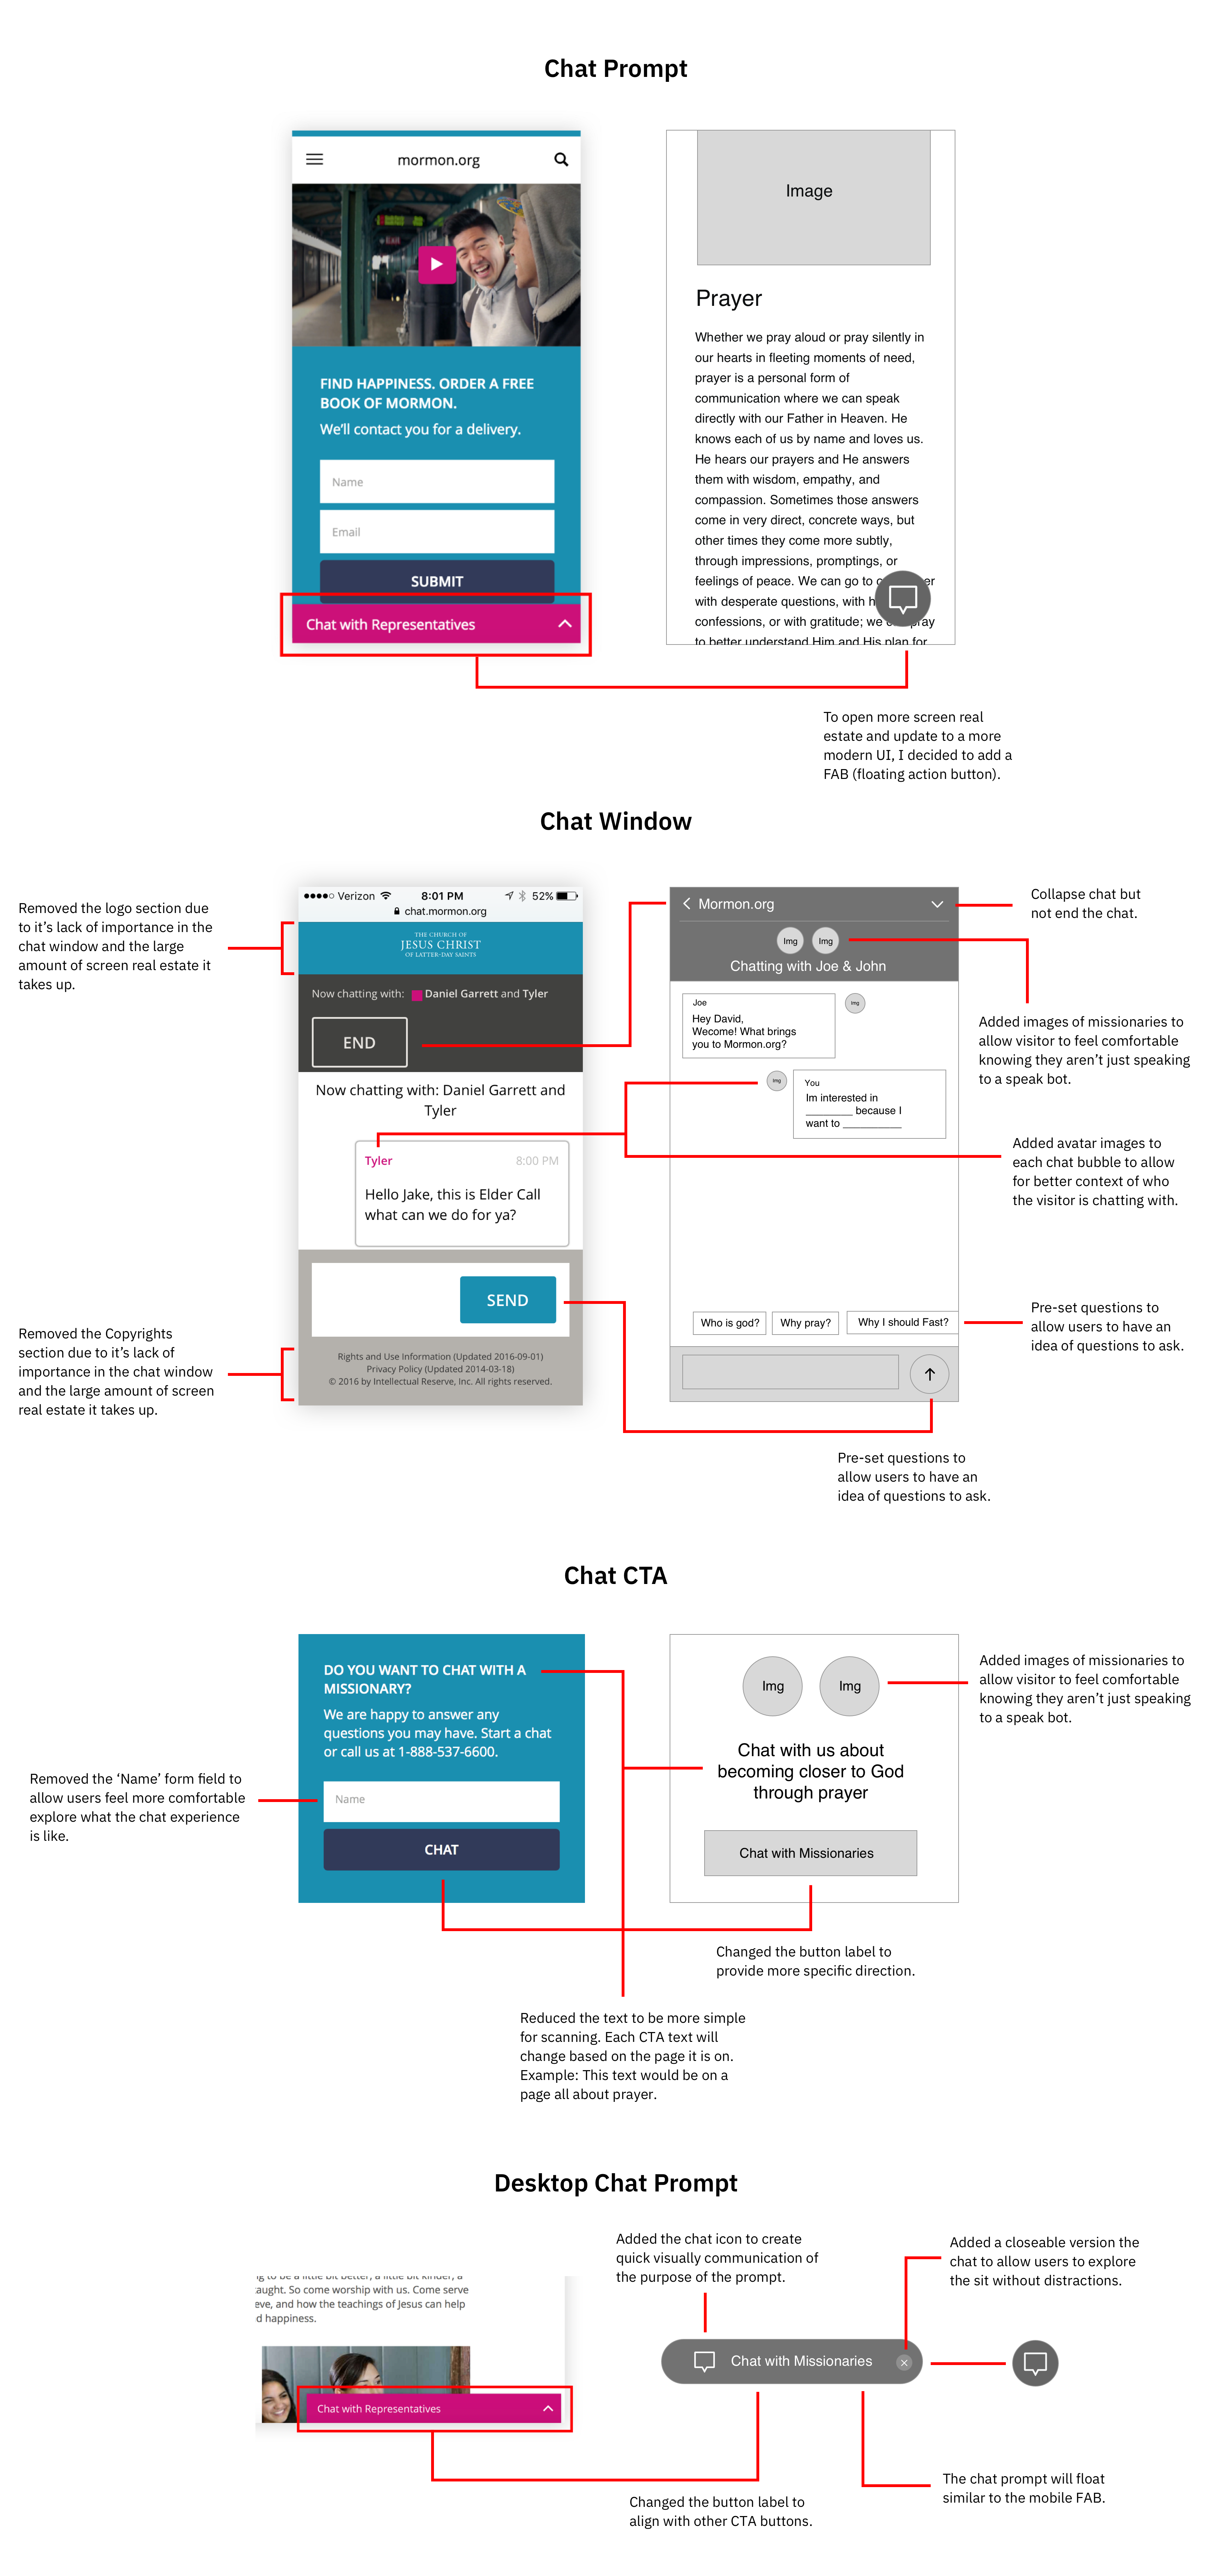 Chat Prompt
mormon.org
FIND HAPPINESS. ORDER A FREE
BOOK OF MORMON.
We'll contact you for a delivery.
Name
Email
SUBMIT
Chat with Representatives
Image
Prayer
Whether we pray aloud or pray silently in
our hearts in fleeting moments of need,
prayer is a personal form of
communication where we can speak
directly with our Father in Heaven. He
knows each of us by name and loves us.
He hears our prayers and He answers
them with wisdom, empathy, and
compassion. Sometimes those answers
come in very direct, concrete ways, but
other times they come more subtly,
through impressions, promptings, or
feelings of peace. We can go to
with desperate questions, with
confessions, or with gratitude; we
to better understand Him and His plan for
To open more screen real
estate and update to a more
modern UI, I decided to add a
FAB (floating action button).
Chat Window
Removed the logo section due
to it's lack of importance in the
chat window and the large
amount of screen real estate it
takes up.
Removed the Copyrights
section due to it's lack of
importance in the chat window
and the large amount of screen
real estate it takes up.
Verizon 8:01 PM 52%
chat.mormon.org
THE CHURCH OF
JESUS CHRIST
OF LATTER-DAY SAINTS
Now chatting with: Daniel Garrett and Tyler
END
Now chatting with: Daniel Garrett and
Tyler
Tyler 8:00 PM
Hello Jake, this is Elder Call
what can we do for ya?
SEND
Rights and Use Information (Updated 2016-09-01)
Privacy Policy (Updated 2014-03-18)
© 2016 by Intellectual Reserve, Inc. All rights reserved.
Mormon.org
Img Img
Chatting with Joe & John
Joe
Hey David,
Wecome! What brings
you to Mormon.org?
Img
Img
You
Im interested in
________ because I
want to __________
Who is god? Why pray? Why I should Fast?
Collapse chat but
not end the chat.
Added images of missionaries to
allow visitor to feel comfortable
knowing they aren't just speaking
to a speak bot.
Added avatar images to
each chat bubble to allow
for better context of who
the visitor is chatting with.
Pre-set questions to
allow users to have an
idea of questions to ask.
Pre-set questions to
allow users to have an
idea of questions to ask.
Chat CTA
Removed the 'Name' form field to
allow users feel more comfortable
explore what the chat experience
is like.
DO YOU WANT TO CHAT WITH A
MISSIONARY?
We are happy to answer any
questions you may have. Start a chat
or call us at 1-888-537-6600.
Name
CHAT
Img Img
Chat with us about
becoming closer to God
through prayer
Chat with Missionaries
Added images of missionaries to
allow visitor to feel comfortable
knowing they aren't just speaking
to a speak bot.
Changed the button label to
provide more specific direction.
Reduced the text to be more simple
for scanning. Each CTA text will
change based on the page it is on.
Example: This text would be on a
page all about prayer.
Desktop Chat Prompt
to be a little bit better, a little bit kinder, a
aught. So come worship with us. Come serve
eve, and how the teachings of Jesus can help
d happiness.
Chat with Representatives
Added the chat icon to create
quick visually communication of
the purpose of the prompt.
Added a closeable version the
chat to allow users to explore
the sit without distractions.
Chat with Missionaries
The chat prompt will float
similar to the mobile FAB.
Changed the button label to
align with other CTA buttons.